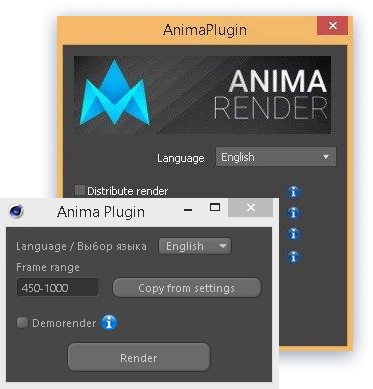 AnimaPlugin
ANIMA
RENDER
Language English
Distribute render
Anima Plugin
Language / Выбор языка English
Frame range
450-1000 Copy from settings
Demorender
Render